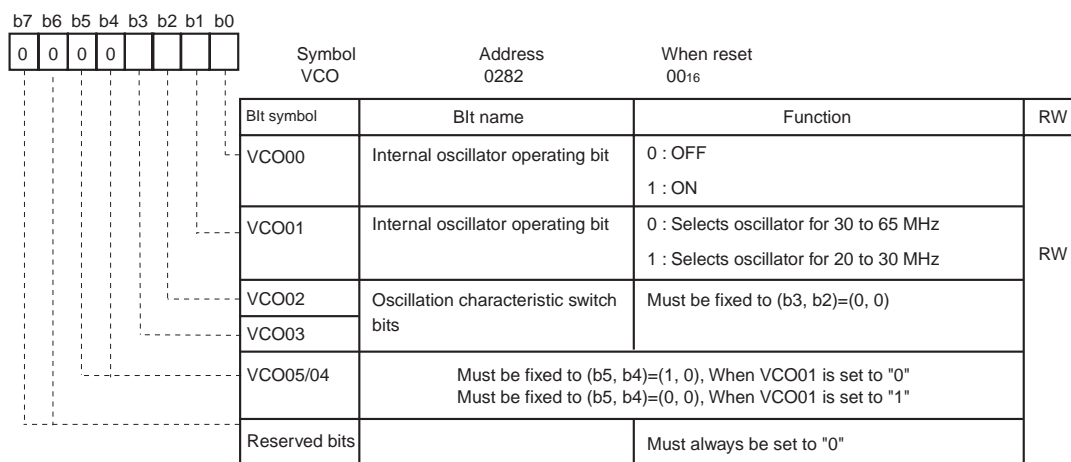 b7 b6 b5 b4 b3 b2 b1 b0
0 0 0 0
Symbol Address When reset
VCO 0282 0016
BIt symbol BIt name Function RW
VCO00 Internal oscillator operating bit 0 : OFF
1 : ON
VCO01 Internal oscillator operating bit 0 : Selects oscillator for 30 to 65 MHz
1 : Selects oscillator for 20 to 30 MHz
RW
VCO02 Oscillation characteristic switch Must be fixed to (b3, b2)=(0, 0)
bits
VCO03
VCO05/04 Must be fixed to (b5, b4)=(1, 0), When VCO01 is set to "0"
Must be fixed to (b5, b4)=(0, 0), When VCO01 is set to "1"
Reserved bits Must always be set to "0"